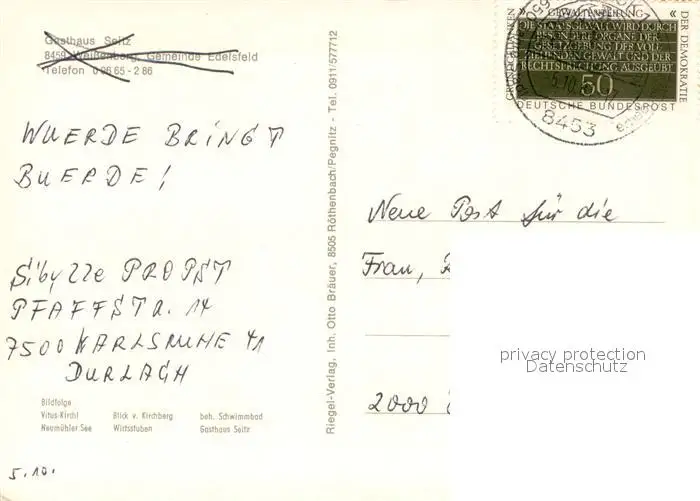 Gasthaus Seitz
8459 Weißenberg, Gemeinde Edelsfeld
Telefon 0 96 65 - 2 86
WUERDE BRINGT
BUERDE!
Sibylle PROPST
PFAFFSTR. 14
7500 KARLSRUHE 41
DURLACH
Bildfolge
Vitus-Kirchl Blick v. Kirchberg beh. Schwimmbad
Neumühler See Wirtsstuben Gasthaus Seitz
5.10.
Riegel-Verlag, Inh. Otto Bräuer, 8505 Röthenbach/Pegnitz - Tel. 0911/577712
GEWALTENTEILUNG
DIE STAATSGEWALT WIRD DURCH
BESONDERE ORGANE DER
GESETZGEBUNG DER VOLL
ZIEHENDEN GEWALT UND DER
RECHTSPRECHUNG AUSGEÜBT
50
DEUTSCHE BUNDESPOST
DER DEMOKRATIE
8453
Neue Post für die
Frau,
2000
privacy protection
Datenschutz